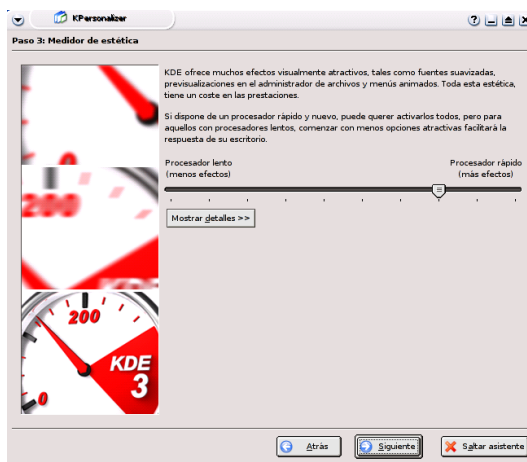 KPersonalizer
Paso 3: Medidor de estética
KDE ofrece muchos efectos visualmente atractivos, tales como fuentes suavizadas,
previsualizaciones en el administrador de archivos y menús animados. Toda esta estética,
tiene un coste en las prestaciones.
Si dispone de un procesador rápido y nuevo, puede querer activarlos todos, pero para
aquellos con procesadores lentos, comenzar con menos opciones atractivas facilitará la
respuesta de su escritorio.
Procesador lento
(menos efectos)
Procesador rápido
(más efectos)
Mostrar detalles >>
0
200
KDE
200
KDE
3
0
Atrás
Siguiente
Saltar asistente